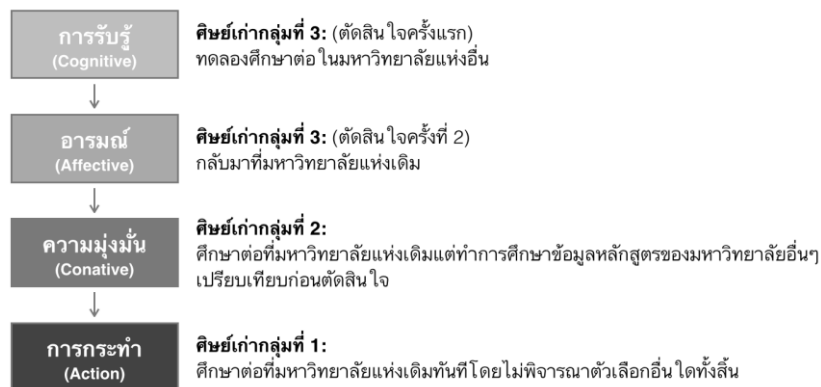 การรับรู้
(Cognitive)
ศิษย์เก่ากลุ่มที่ 3: (ตัดสินใจครั้งแรก)
ทดลองศึกษาต่อในมหาวิทยาลัยแห่งอื่น
อารมณ์
(Affective)
ศิษย์เก่ากลุ่มที่ 3: (ตัดสินใจครั้งที่ 2)
กลับมาที่มหาวิทยาลัยแห่งเดิม
ความมุ่งมั่น
(Conative)
ศิษย์เก่ากลุ่มที่ 2:
ศึกษาต่อที่มหาวิทยาลัยแห่งเดิมแต่ทำการศึกษาข้อมูลหลักสูตรของมหาวิทยาลัยอื่นๆ
เปรียบเทียบก่อนตัดสินใจ
การกระทำ
(Action)
ศิษย์เก่ากลุ่มที่ 1:
ศึกษาต่อที่มหาวิทยาลัยแห่งเดิมทันทีโดยไม่พิจารณาตัวเลือกอื่นใดทั้งสิ้น